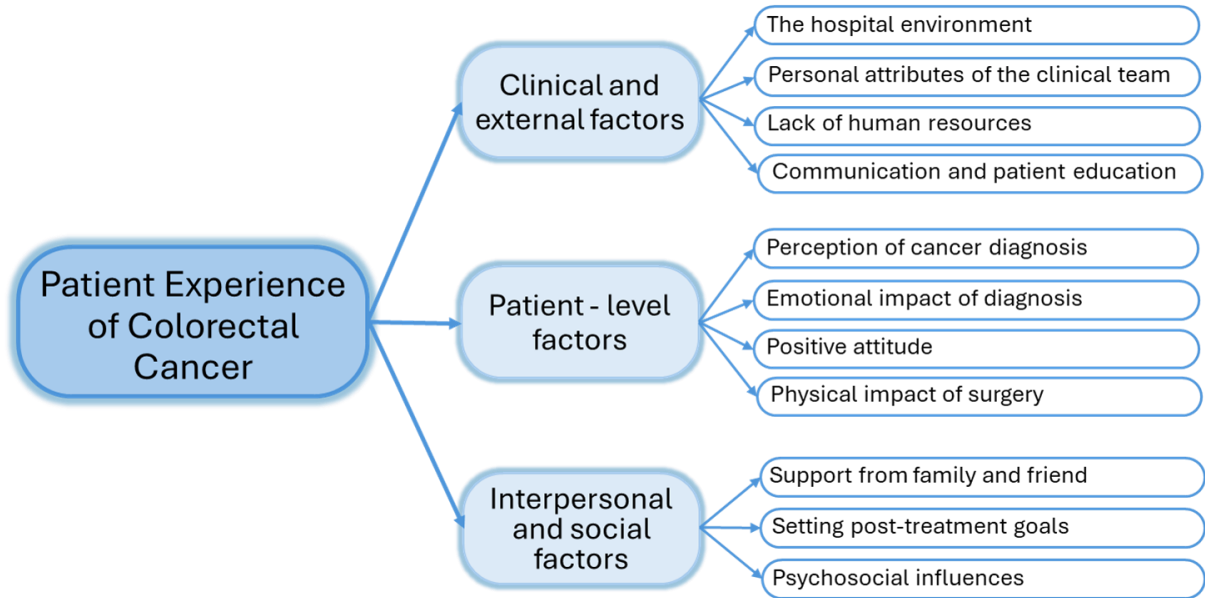 Patient Experience
of Colorectal
Cancer
Clinical and
external factors
The hospital environment
Personal attributes of the clinical team
Lack of human resources
Communication and patient education
Patient - level
factors
Perception of cancer diagnosis
Emotional impact of diagnosis
Positive attitude
Physical impact of surgery
Interpersonal
and social
factors
Support from family and friend
Setting post-treatment goals
Psychosocial influences